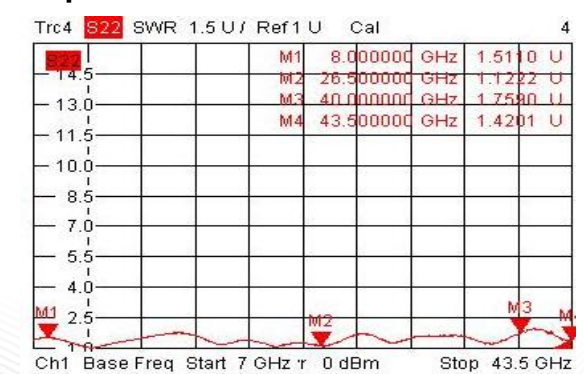 Trc4 S22 SWR 1.5 U / Ref 1 U Cal 4
S22
M1 8.000000 GHz 1.5110 U
M2 26.500000 GHz 1.1222 U
M3 40.000000 GHz 1.7590 U
M4 43.500000 GHz 1.4201 U
14.5
13.0
11.5
10.0
8.5
7.0
5.5
4.0
2.5
1.0
M1
M2
M3
Ch1 Base Freq Start 7 GHz 0 dBm Stop 43.5 GHz